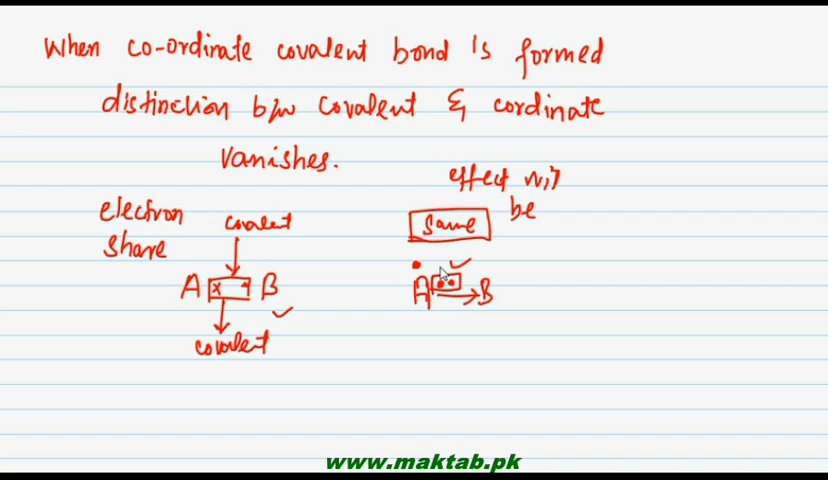 When co-ordinate covalent bond is formed
distinction b/w covalent & cordinate
vanishes.
effect will
be
same
electron
share
covalent
A x B
covalent
A B
www.maktab.pk